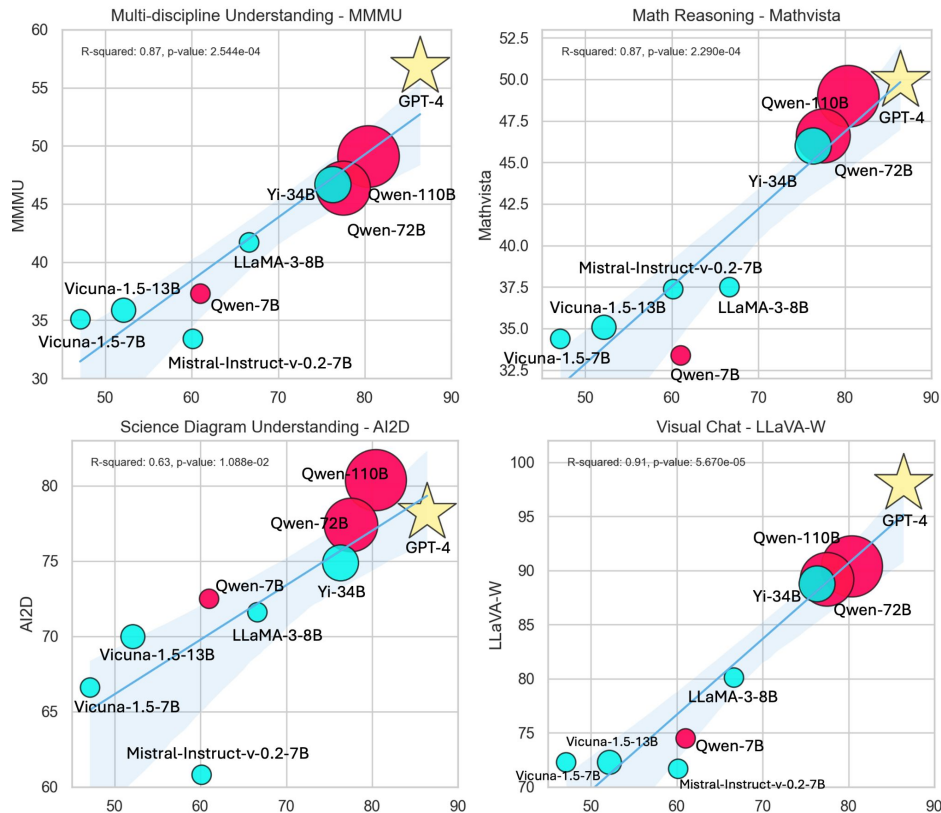 Multi-discipline Understanding - MMMU
R-squared: 0.87, p-value: 2.544e-04
MMMU
60
55
50
45
40
35
30
GPT-4
Yi-34B
Qwen-110B
Qwen-72B
LLaMA-3-8B
Vicuna-1.5-13B
Qwen-7B
Vicuna-1.5-7B
Mistral-Instruct-v-0.2-7B
50 60 70 80 90
Math Reasoning - Mathvista
R-squared: 0.87, p-value: 2.290e-04
Mathvista
52.5
50.0
47.5
45.0
42.5
40.0
37.5
35.0
32.5
Qwen-110B
GPT-4
Qwen-72B
Yi-34B
Mistral-Instruct-v-0.2-7B
Vicuna-1.5-13B
LLaMA-3-8B
Vicuna-1.5-7B
Qwen-7B
50 60 70 80 90
Science Diagram Understanding - AI2D
R-squared: 0.63, p-value: 1.088e-02
AI2D
80
75
70
65
60
Qwen-110B
Qwen-72B
GPT-4
Qwen-7B
Yi-34B
LLaMA-3-8B
Vicuna-1.5-13B
Vicuna-1.5-7B
Mistral-Instruct-v-0.2-7B
50 60 70 80 90
Visual Chat - LLaVA-W
R-squared: 0.91, p-value: 5.670e-05
LLaVA-W
100
95
90
85
80
75
70
GPT-4
Qwen-110B
Yi-34B
Qwen-72B
LLaMA-3-8B
Vicuna-1.5-13B
Qwen-7B
Vicuna-1.5-7B
Mistral-Instruct-v-0.2-7B
50 60 70 80 90